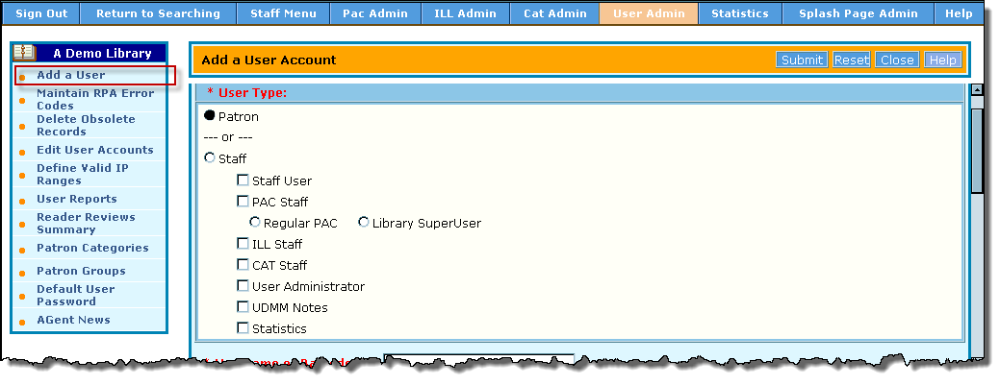 Sign Out Return to Searching Staff Menu Pac Admin ILL Admin Cat Admin User Admin Statistics Splash Page Admin Help
A Demo Library
Add a User
Maintain RPA Error
Codes
Delete Obsolete
Records
Edit User Accounts
Define Valid IP
Ranges
User Reports
Reader Reviews
Summary
Patron Categories
Patron Groups
Default User
Password
AGent News
Add a User Account
Submit Reset Close Help
* User Type:
Patron
--- or ---
Staff
Staff User
PAC Staff
Regular PAC Library SuperUser
ILL Staff
CAT Staff
User Administrator
UDMM Notes
Statistics